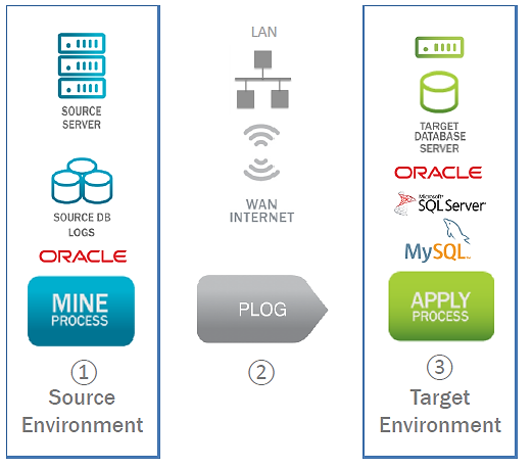 SOURCE
SERVER
SOURCE DB
LOGS
ORACLE
MINE
PROCESS
1
Source
Environment
LAN
WAN
INTERNET
PLOG
2
TARGET
DATABASE
SERVER
ORACLE
Microsoft
SQL Server
MySQL
APPLY
PROCESS
3
Target
Environment